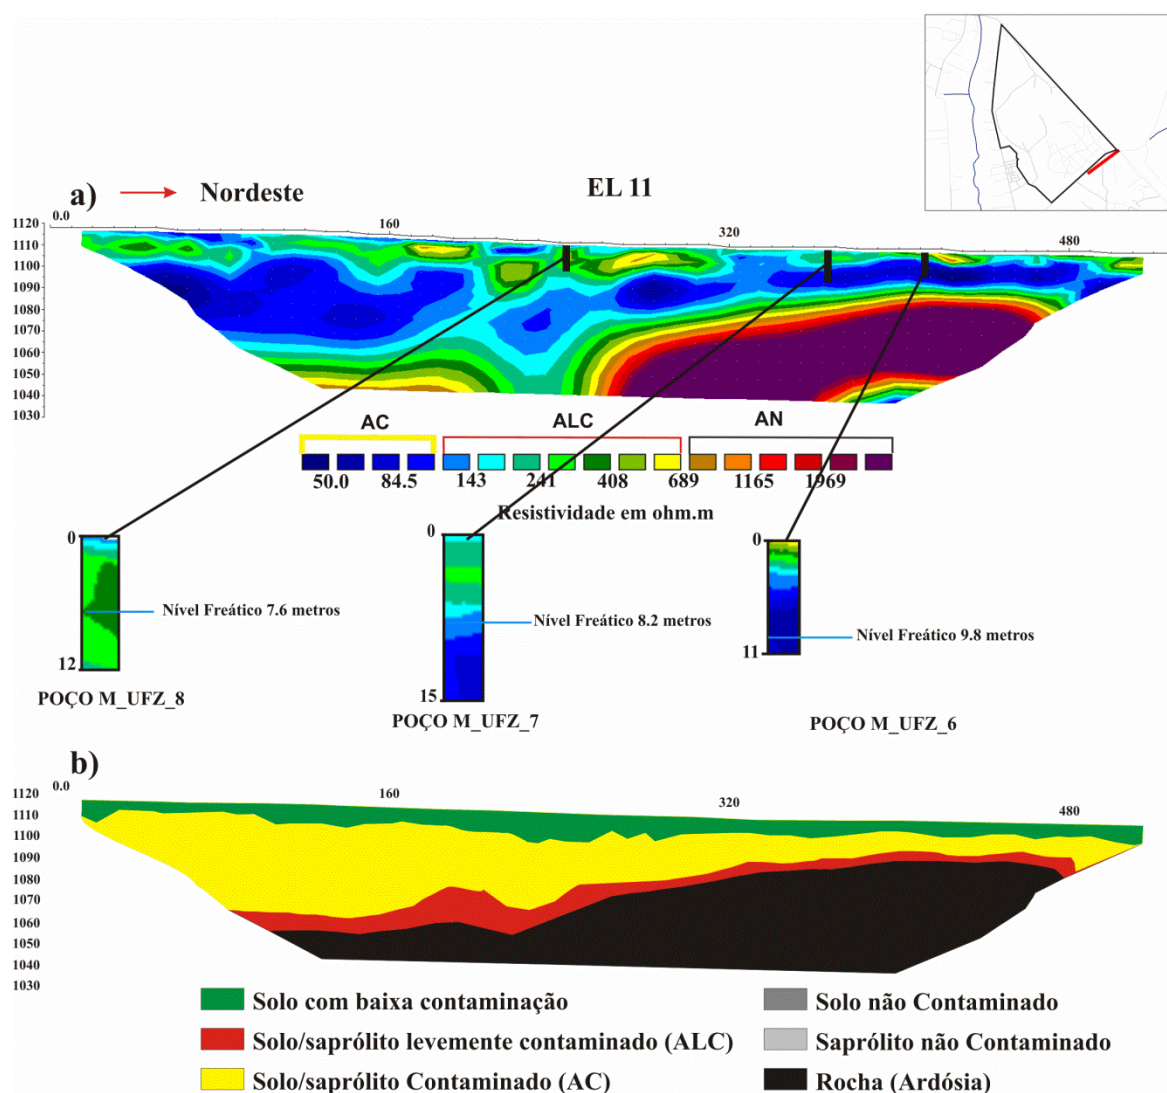 a) Nordeste EL 11
0.0 160 320 480
1120
1110
1100
1090
1080
1070
1060
1050
1040
1030
AC ALC AN
50.0 84.5 143 241 408 689 1165 1969
Resistividade em ohm.m
0 0 0
Nível Freático 7.6 metros
Nível Freático 8.2 metros
Nível Freático 9.8 metros
12 15 11
POÇO M_UFZ_8
POÇO M_UFZ_7
POÇO M_UFZ_6
b)
0.0 160 320 480
1120
1110
1100
1090
1080
1070
1060
1050
1040
1030
Solo com baixa contaminação
Solo/saprólito levemente contaminado (ALC)
Solo/saprólito Contaminado (AC)
Solo não Contaminado
Saprólito não Contaminado
Rocha (Ardósia)